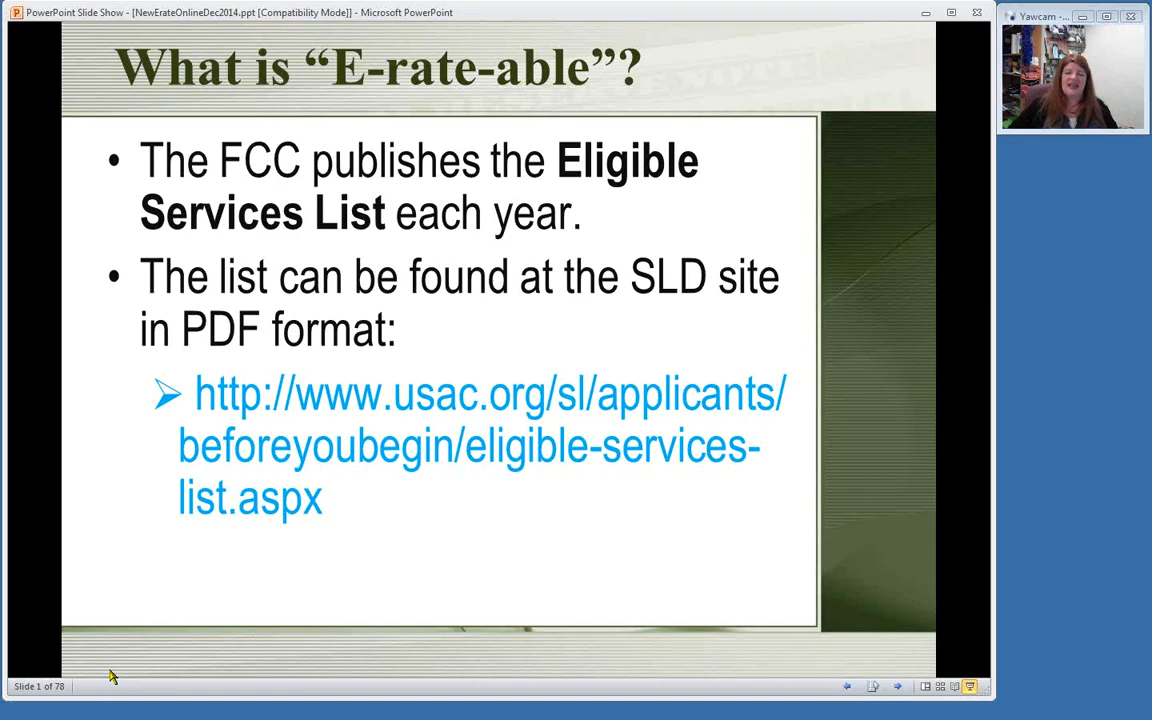 PowerPoint Slide Show - [NewErateOnlineDec2014.ppt [Compatibility Mode]] - Microsoft PowerPoint
Yawcam -...
What is “E-rate-able”?
• The FCC publishes the Eligible
Services List each year.
• The list can be found at the SLD site
in PDF format:
➢ http://www.usac.org/sl/applicants/
beforeyoubegin/eligible-services-
list.aspx
Slide 1 of 78